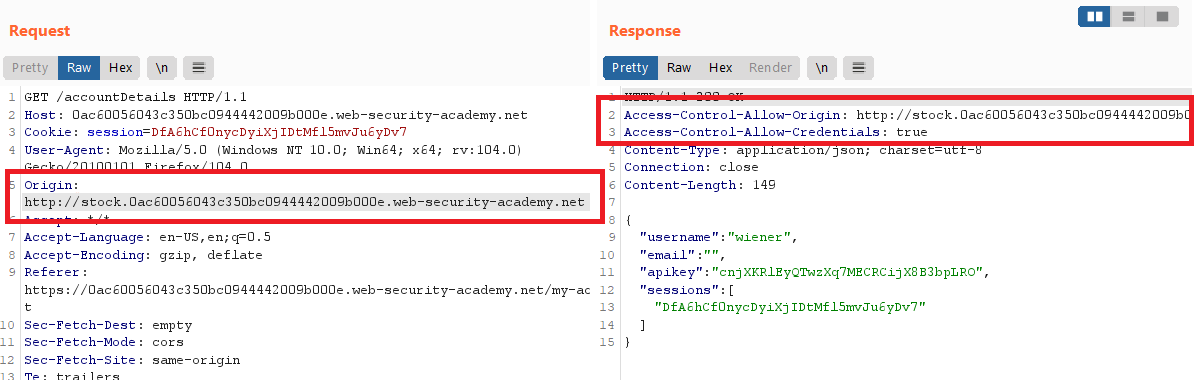 Request
Response
Pretty Raw Hex \n
Pretty Raw Hex Render \n
1 GET /accountDetails HTTP/1.1
2 Host: 0ac60056043c350bc0944442009b000e.web-security-academy.net
3 Cookie: session=DfA6hCfOnycDyiXjIDtMfl5mvJu6yDv7
4 User-Agent: Mozilla/5.0 (Windows NT 10.0; Win64; x64; rv:104.0)
Gecko/20100101 Firefox/104.0
5 Origin:
http://stock.0ac60056043c350bc0944442009b000e.web-security-academy.net
6 Accept: */*
7 Accept-Language: en-US,en;q=0.5
8 Accept-Encoding: gzip, deflate
9 Referer:
https://0ac60056043c350bc0944442009b000e.web-security-academy.net/my-ac
t
10 Sec-Fetch-Dest: empty
11 Sec-Fetch-Mode: cors
12 Sec-Fetch-Site: same-origin
13 Te: trailers
1 HTTP/1.1 200 OK
2 Access-Control-Allow-Origin: http://stock.0ac60056043c350bc0944442009b0
3 Access-Control-Allow-Credentials: true
4 Content-Type: application/json; charset=utf-8
5 Connection: close
6 Content-Length: 149
7
8 {
9 "username":"wiener",
10 "email":"",
11 "apikey":"cnjXKRlEyQTwzXq7MECRCijX8B3bpLRO",
12 "sessions":[
13 "DfA6hCfOnycDyiXjIDtMfl5mvJu6yDv7"
14 ]
15 }